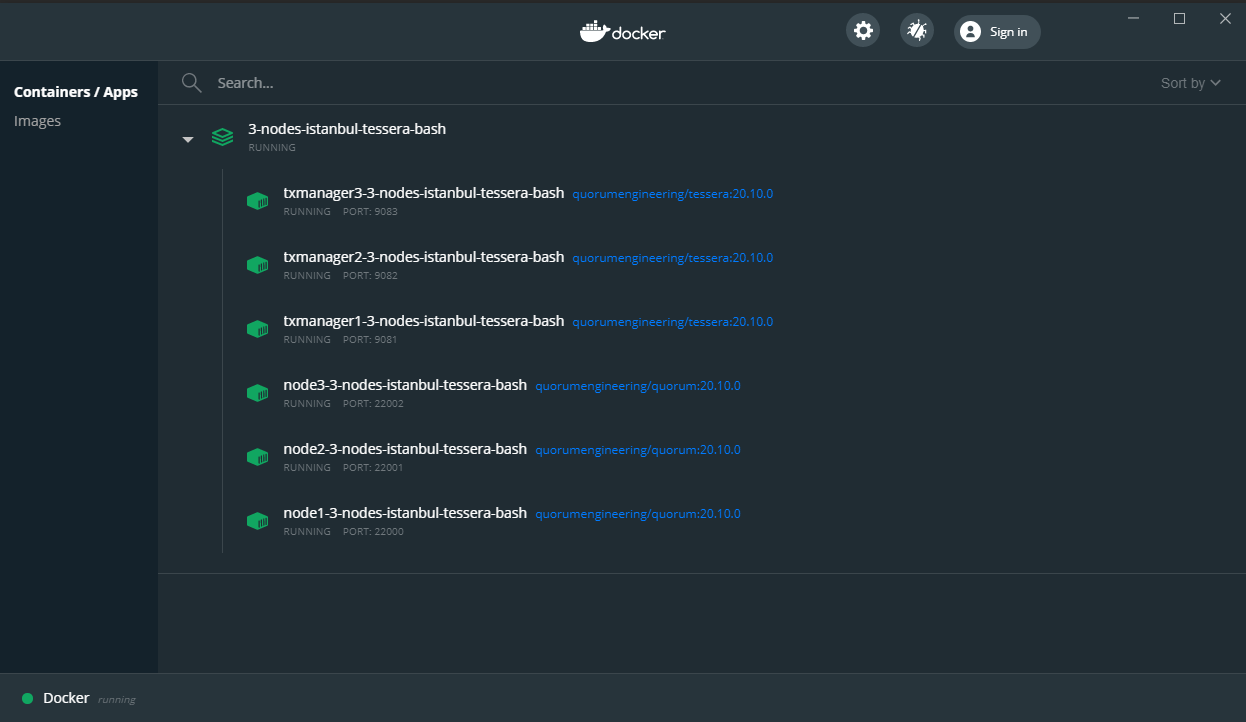 docker
Sign in
Containers / Apps
Images
Search...
Sort by
3-nodes-istanbul-tessera-bash
RUNNING
txmanager3-3-nodes-istanbul-tessera-bash quorumengineering/tessera:20.10.0
RUNNING PORT: 9083
txmanager2-3-nodes-istanbul-tessera-bash quorumengineering/tessera:20.10.0
RUNNING PORT: 9082
txmanager1-3-nodes-istanbul-tessera-bash quorumengineering/tessera:20.10.0
RUNNING PORT: 9081
node3-3-nodes-istanbul-tessera-bash quorumengineering/quorum:20.10.0
RUNNING PORT: 22002
node2-3-nodes-istanbul-tessera-bash quorumengineering/quorum:20.10.0
RUNNING PORT: 22001
node1-3-nodes-istanbul-tessera-bash quorumengineering/quorum:20.10.0
RUNNING PORT: 22000
Docker running